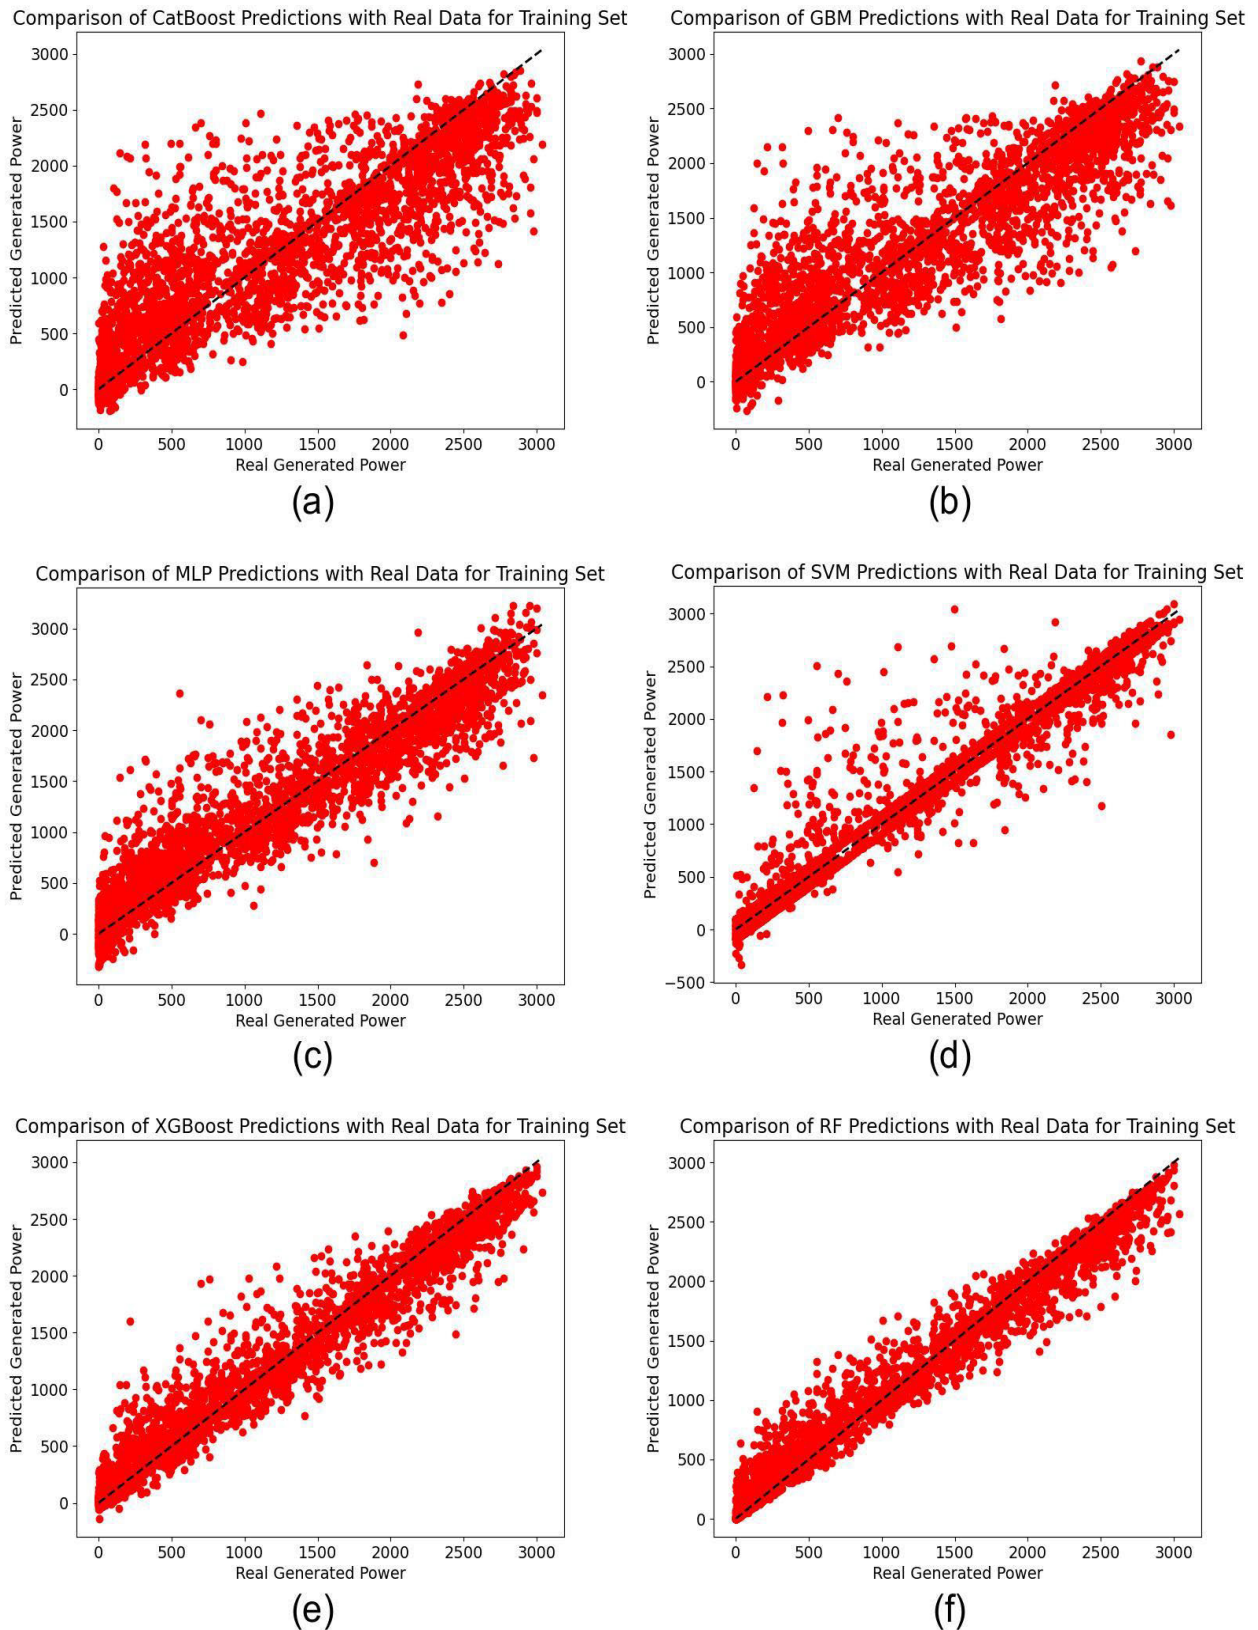 Comparison of CatBoost Predictions with Real Data for Training Set
3000
2500
2000
1500
1000
500
0
Predicted Generated Power
0 500 1000 1500 2000 2500 3000
Real Generated Power
(a)
Comparison of GBM Predictions with Real Data for Training Set
3000
2500
2000
1500
1000
500
0
Predicted Generated Power
0 500 1000 1500 2000 2500 3000
Real Generated Power
(b)
Comparison of MLP Predictions with Real Data for Training Set
3000
2500
2000
1500
1000
500
0
Predicted Generated Power
0 500 1000 1500 2000 2500 3000
Real Generated Power
(c)
Comparison of SVM Predictions with Real Data for Training Set
3000
2500
2000
1500
1000
500
0
−500
Predicted Generated Power
0 500 1000 1500 2000 2500 3000
Real Generated Power
(d)
Comparison of XGBoost Predictions with Real Data for Training Set
3000
2500
2000
1500
1000
500
0
Predicted Generated Power
0 500 1000 1500 2000 2500 3000
Real Generated Power
(e)
Comparison of RF Predictions with Real Data for Training Set
3000
2500
2000
1500
1000
500
0
Predicted Generated Power
0 500 1000 1500 2000 2500 3000
Real Generated Power
(f)